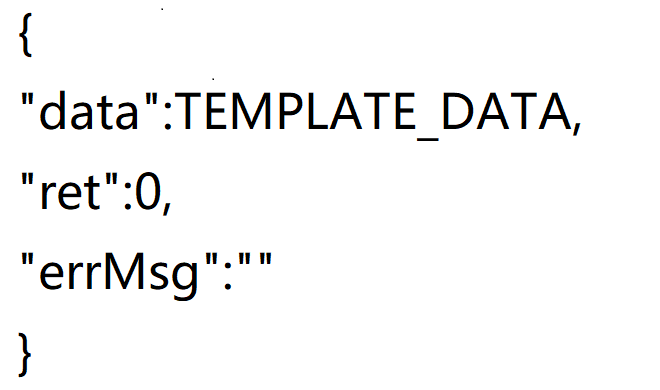 {
"data":TEMPLATE_DATA,
"ret":0,
"errMsg":""
}